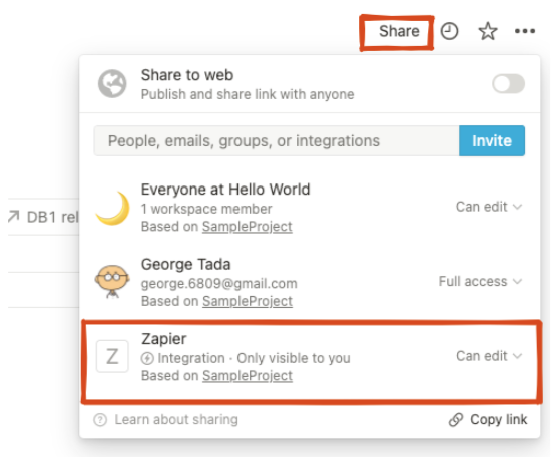 Share
Share to web
Publish and share link with anyone
People, emails, groups, or integrations
Invite
Everyone at Hello World
1 workspace member
Can edit
Based on SampleProject
DB1 rel
George Tada
george.6809@gmail.com
Full access
Based on SampleProject
Zapier
Z
Integration · Only visible to you
Can edit
Based on SampleProject
Learn about sharing
Copy link